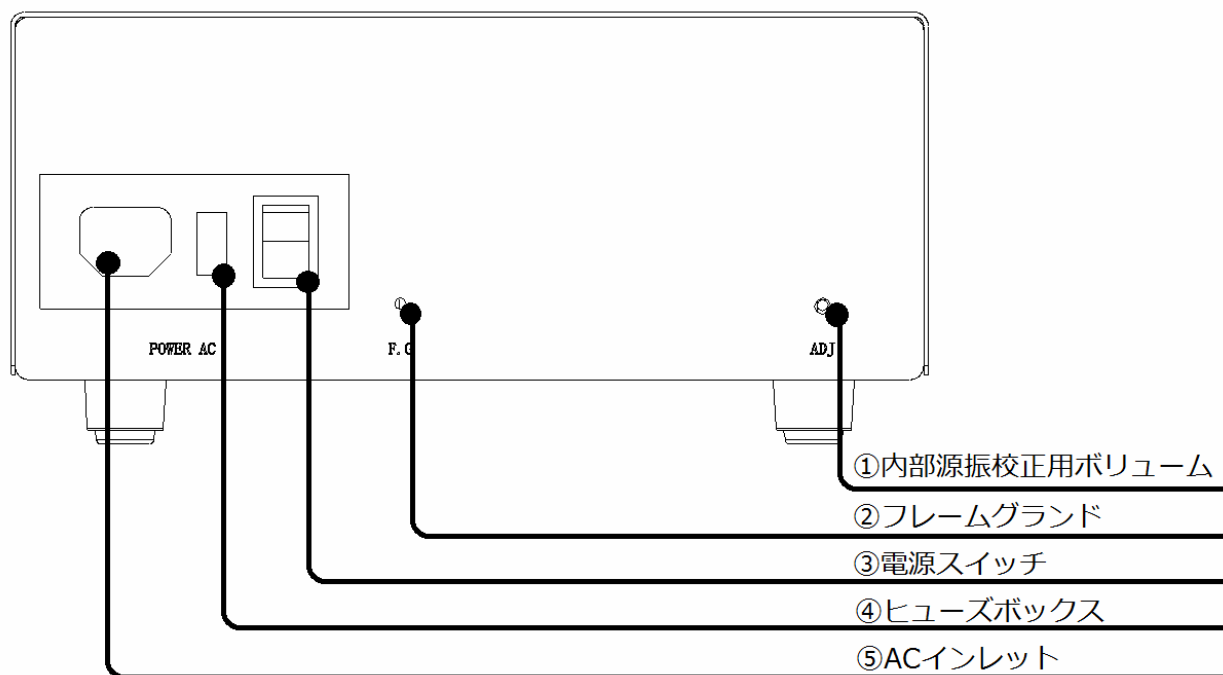 POWER AC
F.G
ADJ
①内部源振校正用ボリューム
②フレームグランド
③電源スイッチ
④ヒューズボックス
⑤ACインレット